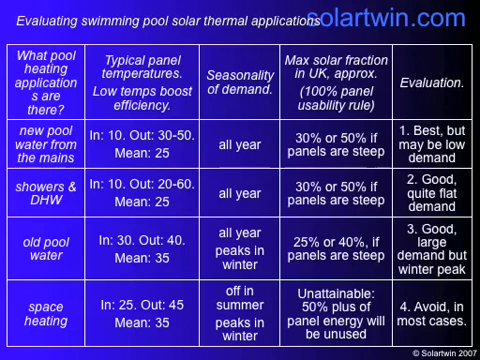 Evaluating swimming pool solar thermal applications
solartwin.com
What pool
heating
application
s are
there?
Typical panel
temperatures.
Low temps boost
efficiency.
Seasonality
of demand.
Max solar fraction
in UK, approx.
(100% panel
usability rule)
Evaluation.
new pool
water from
the mains
In: 10. Out: 30-50.
Mean: 25
all year
30% or 50% if
panels are steep
1. Best, but
may be low
demand
showers &
DHW
In: 10. Out: 20-60.
Mean: 25
all year
30% or 50% if
panels are steep
2. Good,
quite flat
demand
old pool
water
In: 30. Out: 40.
Mean: 35
all year
peaks in
winter
25% or 40%, if
panels are steep
3. Good,
large
demand but
winter peak
space
heating
In: 25. Out: 45
Mean: 35
off in
summer
peaks in
winter
Unattainable:
50% plus of
panel energy will
be unused
4. Avoid, in
most cases.
© Solartwin 2007